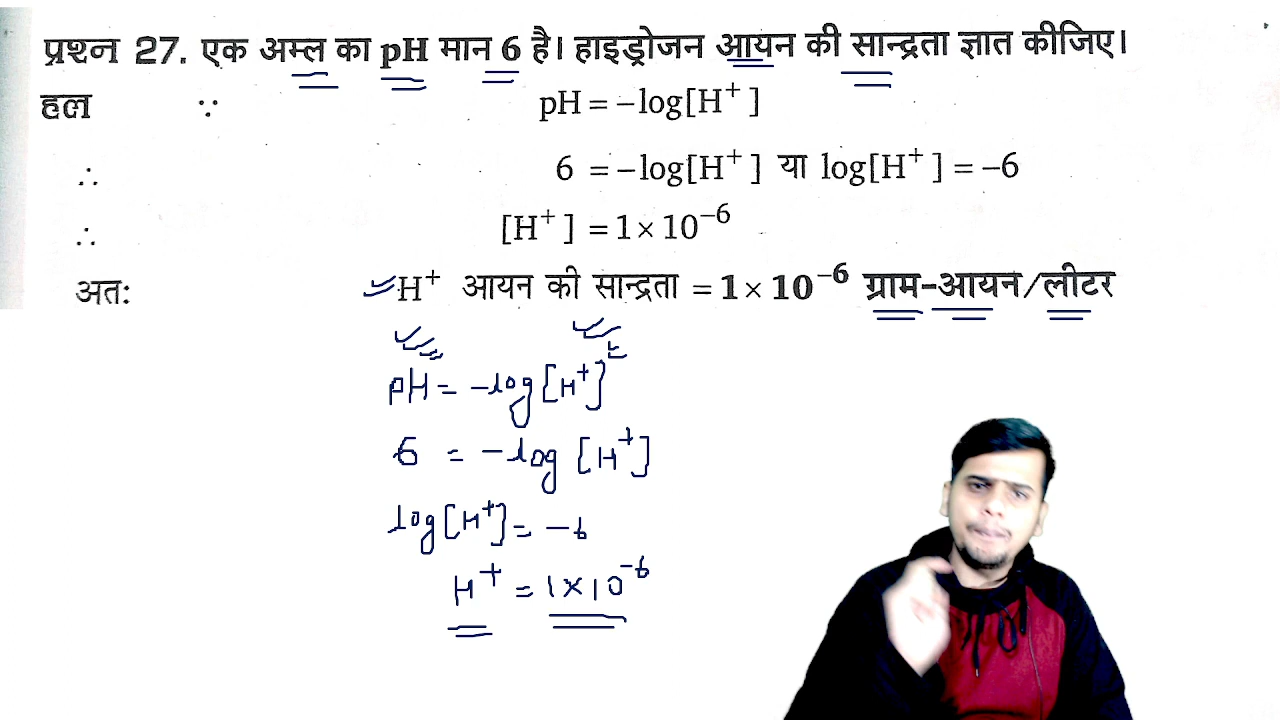 प्रश्न 27. एक अम्ल का pH मान 6 है। हाइड्रोजन आयन की सान्द्रता ज्ञात कीजिए।
हल ∵ pH = –log[H⁺]
∴ 6 = –log[H⁺] या log[H⁺] = –6
∴ [H⁺] = 1 × 10⁻⁶
अतः H⁺ आयन की सान्द्रता = 1 × 10⁻⁶ ग्राम-आयन/लीटर
pH = -log[H⁺]
6 = -log[H⁺]
log[H⁺] = -6
H⁺ = 1×10⁻⁶